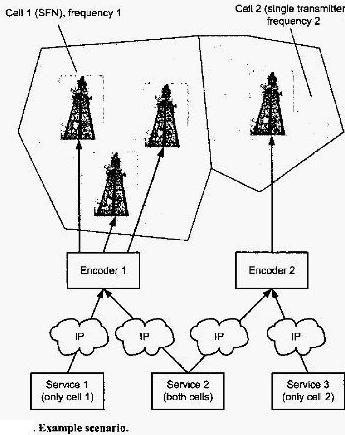 Cell 1 (SFN), frequency 1
Cell 2 (single transmitter
frequency 2
Encoder 1
Encoder 2
IP
IP
IP
IP
Service 1
(only cell 1)
Service 2
(both cells)
Service 3
(only cell 2)
. Example scenario.